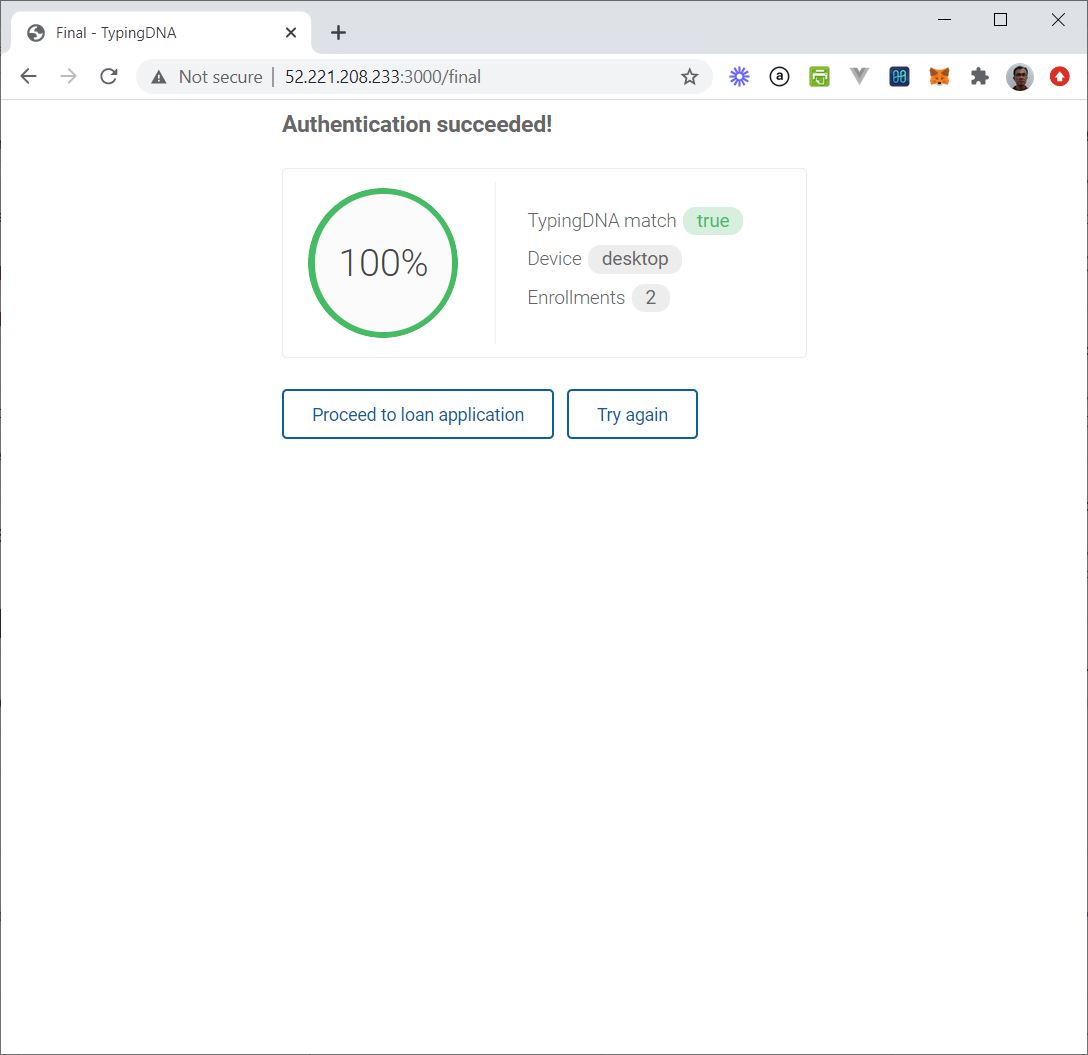 Final - TypingDNA
Not secure | 52.221.208.233:3000/final
Authentication succeeded!
100%
TypingDNA match true
Device desktop
Enrollments 2
Proceed to loan application
Try again